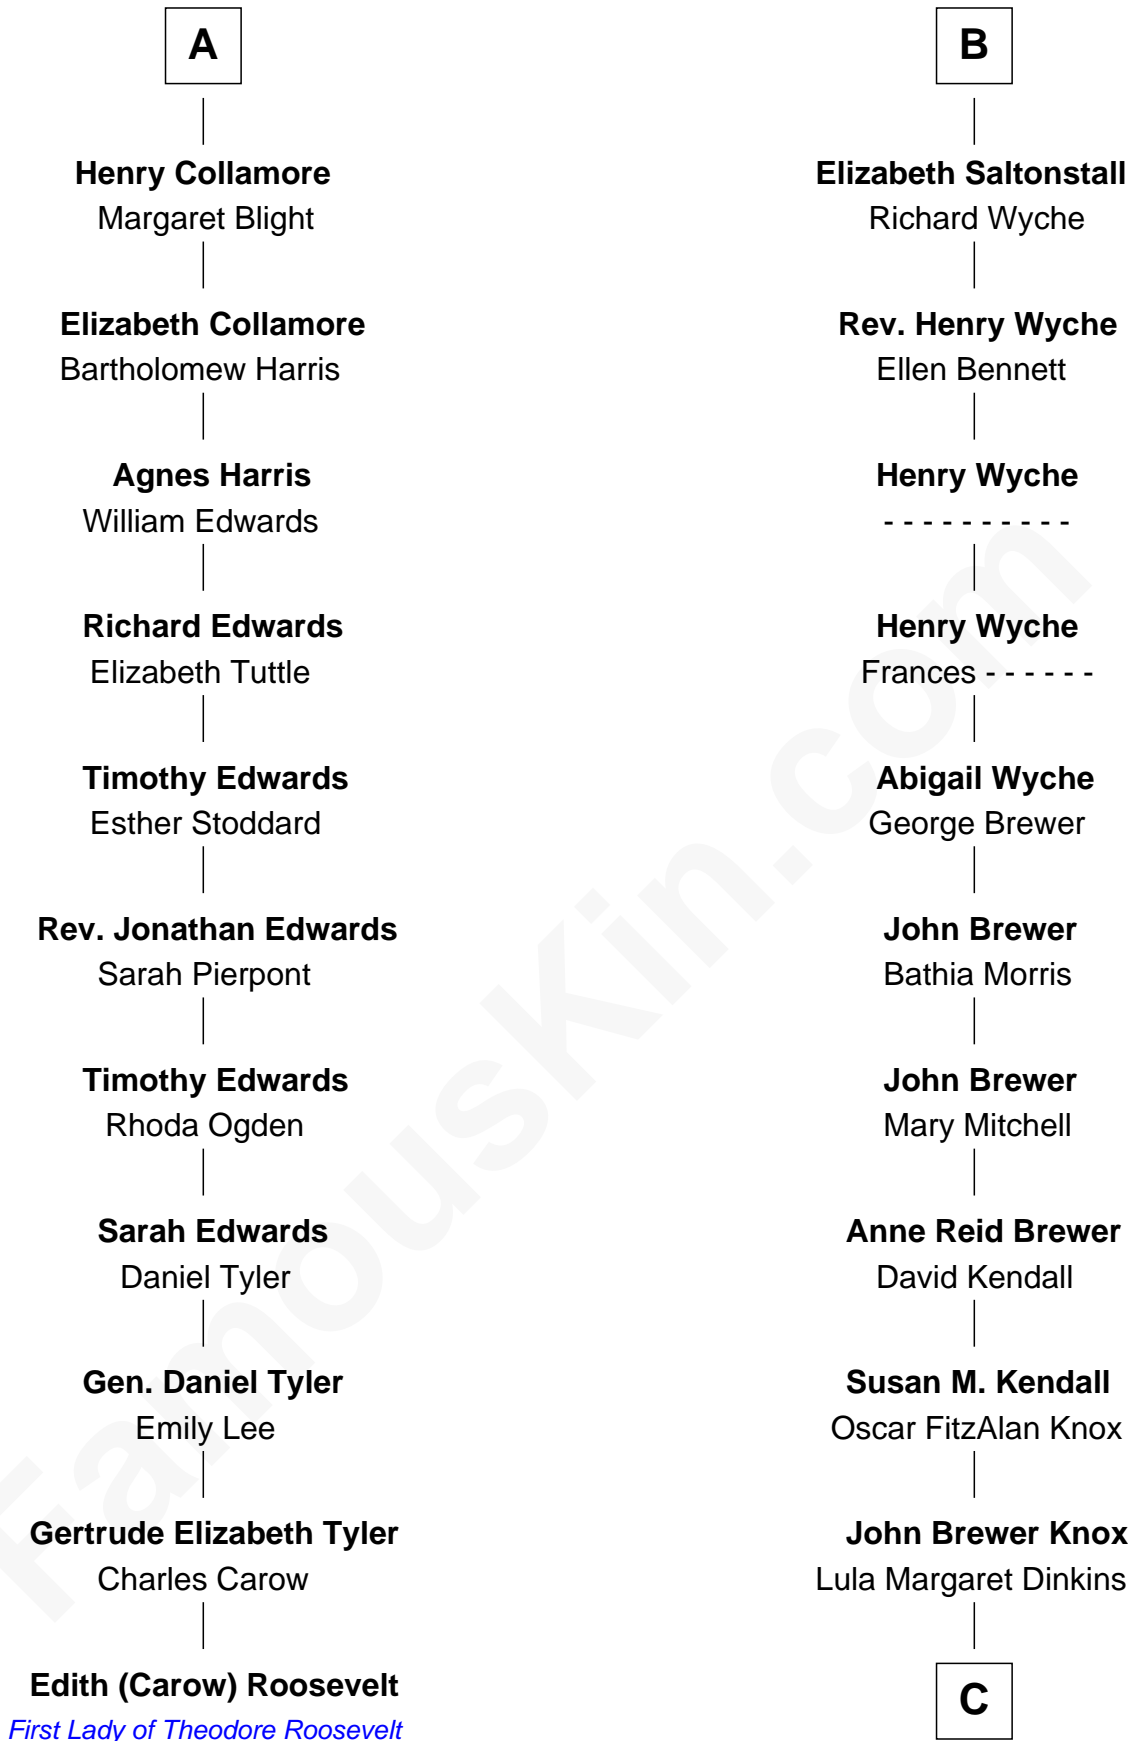 A
Henry Collamore
Margaret Blight
Elizabeth Collamore
Bartholomew Harris
Agnes Harris
William Edwards
Richard Edwards
Elizabeth Tuttle
Timothy Edwards
Esther Stoddard
Rev. Jonathan Edwards
Sarah Pierpont
Timothy Edwards
Rhoda Ogden
Sarah Edwards
Daniel Tyler
Gen. Daniel Tyler
Emily Lee
Gertrude Elizabeth Tyler
Charles Carow
Edith (Carow) Roosevelt
First Lady of Theodore Roosevelt
B
Elizabeth Saltonstall
Richard Wyche
Rev. Henry Wyche
Ellen Bennett
Henry Wyche
- - - - - - - - - -
Henry Wyche
Frances - - - - - -
Abigail Wyche
George Brewer
John Brewer
Bathia Morris
John Brewer
Mary Mitchell
Anne Reid Brewer
David Kendall
Susan M. Kendall
Oscar FitzAlan Knox
John Brewer Knox
Lula Margaret Dinkins
C
FamousKin.com